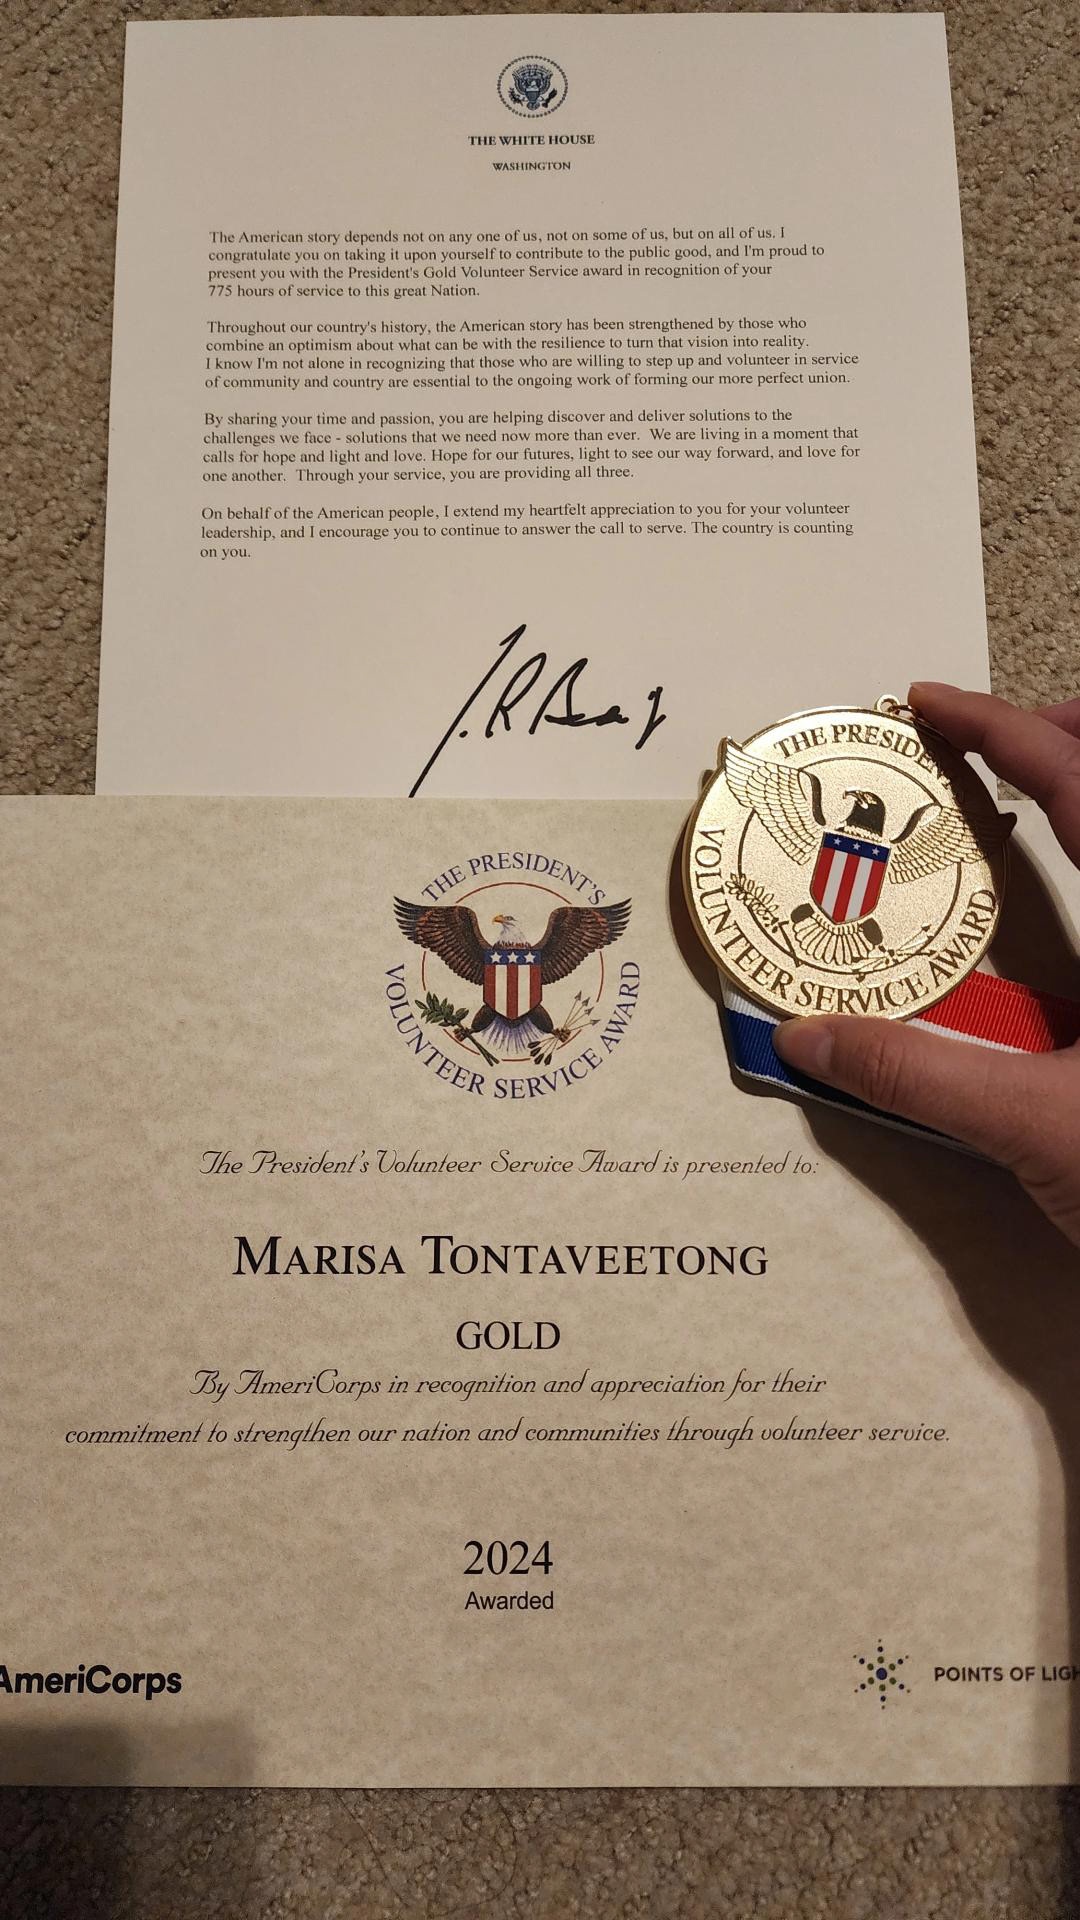 THE WHITE HOUSE
WASHINGTON
The American story depends not on any one of us, not on some of us, but on all of us. I
congratulate you on taking it upon yourself to contribute to the public good, and I'm proud to
present you with the President's Gold Volunteer Service award in recognition of your
775 hours of service to this great Nation.
Throughout our country's history, the American story has been strengthened by those who
combine an optimism about what can be with the resilience to turn that vision into reality.
I know I'm not alone in recognizing that those who are willing to step up and volunteer in service
of community and country are essential to the ongoing work of forming our more perfect union.
By sharing your time and passion, you are helping discover and deliver solutions to the
challenges we face - solutions that we need now more than ever. We are living in a moment that
calls for hope and light and love. Hope for our futures, light to see our way forward, and love for
one another. Through your service, you are providing all three.
On behalf of the American people, I extend my heartfelt appreciation to you for your volunteer
leadership, and I encourage you to continue to answer the call to serve. The country is counting
on you.
THE PRESIDEN
VOLUNTEER SERVICE AWARD
THE PRESIDENT'S
VOLUNTEER SERVICE AWARD
The President's Volunteer Service Award is presented to:
MARISA TONTAVEETONG
GOLD
By AmeriCorps in recognition and appreciation for their
commitment to strengthen our nation and communities through volunteer service.
2024
Awarded
AmeriCorps
POINTS OF LIGH